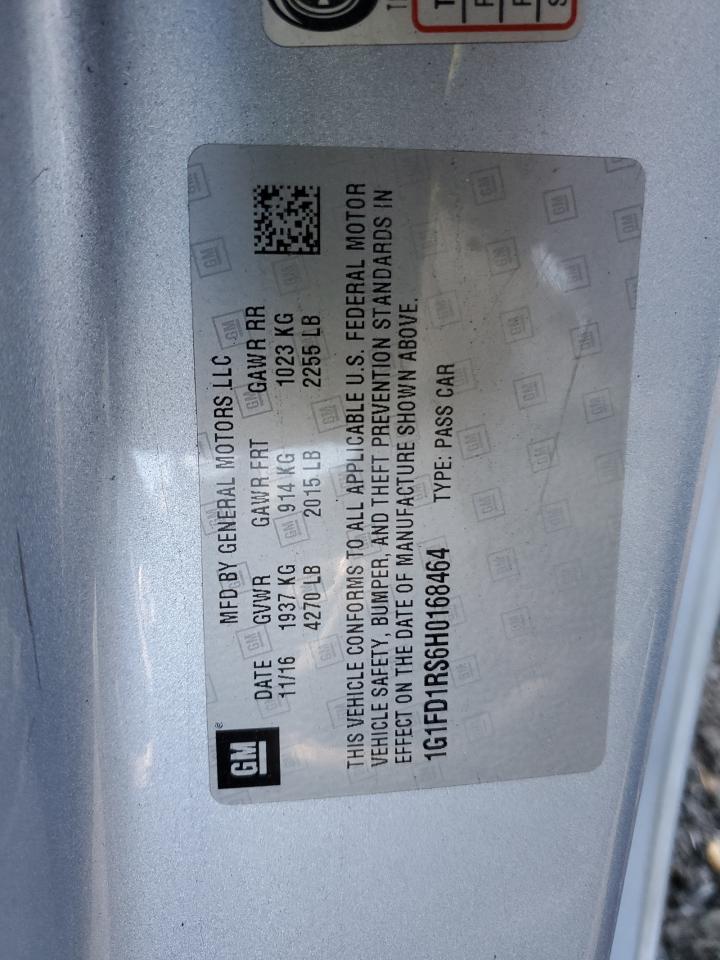 GM
MFD BY GENERAL MOTORS LLC
DATE GVWR GAWR FRT GAWR RR
11/16 1937 KG 914 KG 1023 KG
4270 LB 2015 LB 2255 LB
THIS VEHICLE CONFORMS TO ALL APPLICABLE U.S. FEDERAL MOTOR
VEHICLE SAFETY, BUMPER, AND THEFT PREVENTION STANDARDS IN
EFFECT ON THE DATE OF MANUFACTURE SHOWN ABOVE.
1G1FD1RS6H0168464 TYPE: PASS CAR